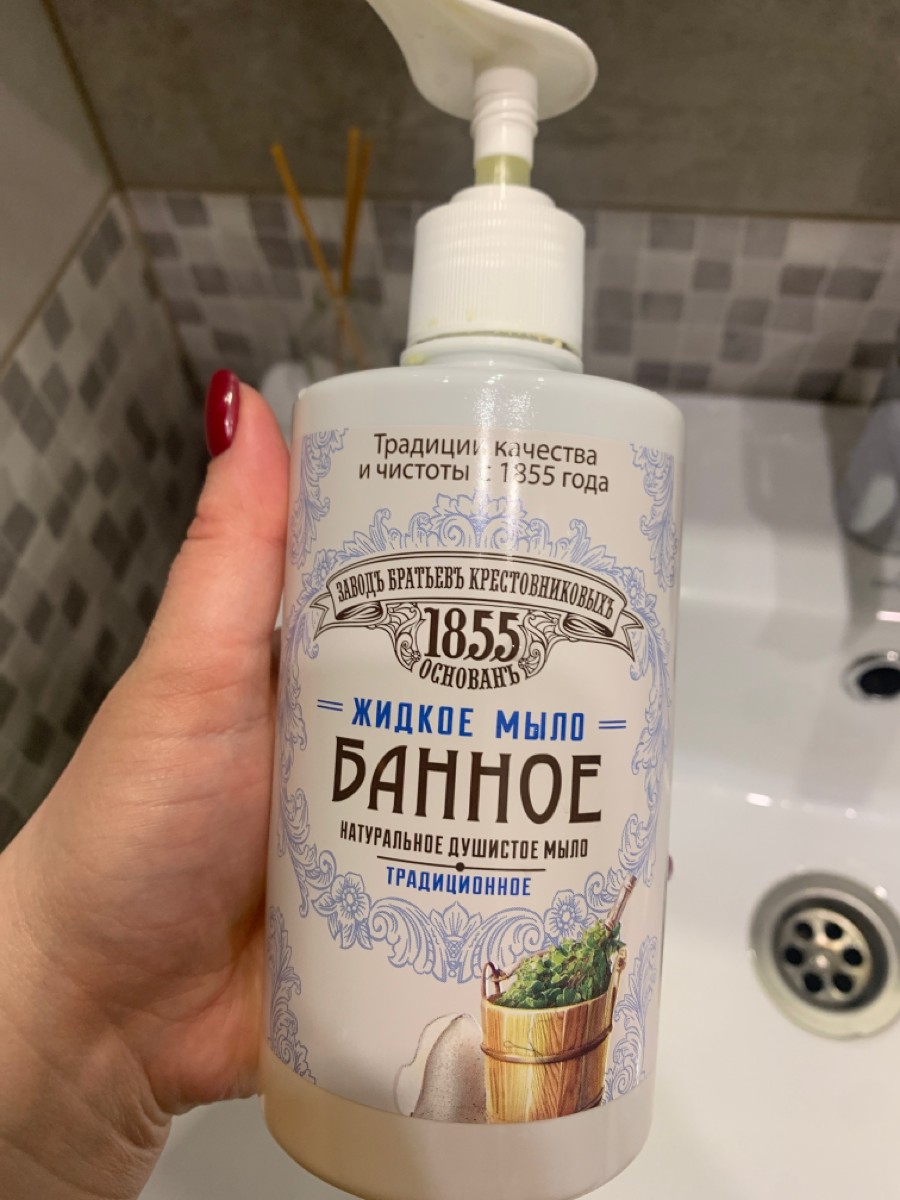 Традиции качества
и чистоты с 1855 года
ЗАВОДЪ БРАТЬЕВЪ КРЕСТОВНИКОВЫХЪ
1855
ОСНОВАНЪ
ЖИДКОЕ МЫЛО
БАННОЕ
НАТУРАЛЬНОЕ ДУШИСТОЕ МЫЛО
ТРАДИЦИОННОЕ